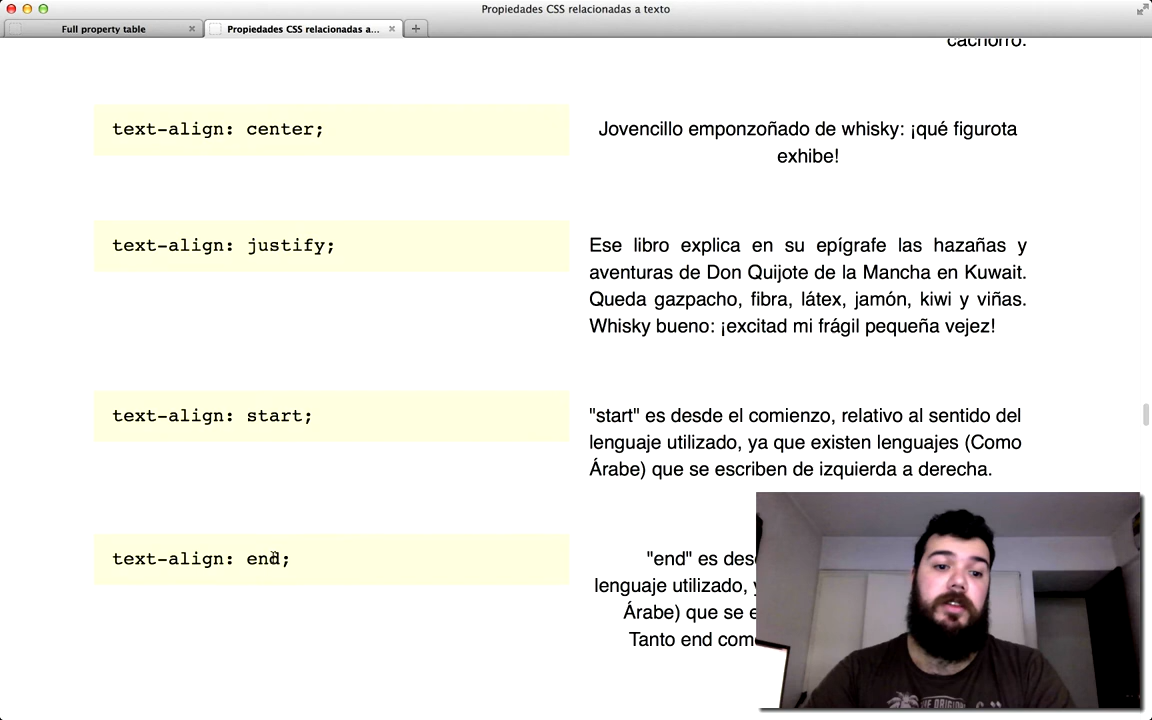 Propiedades CSS relacionadas a texto
Full property table
Propiedades CSS relacionadas a...
cachorro.
text-align: center;
Jovencillo emponzoñado de whisky: ¡qué figurota
exhibe!
text-align: justify;
Ese libro explica en su epígrafe las hazañas y
aventuras de Don Quijote de la Mancha en Kuwait.
Queda gazpacho, fibra, látex, jamón, kiwi y viñas.
Whisky bueno: ¡excitad mi frágil pequeña vejez!
text-align: start;
"start" es desde el comienzo, relativo al sentido del
lenguaje utilizado, ya que existen lenguajes (Como
Árabe) que se escriben de izquierda a derecha.
text-align: end;
"end" es
lenguaje utilizado,
Árabe) que se
Tanto end
THE ORIGINAL